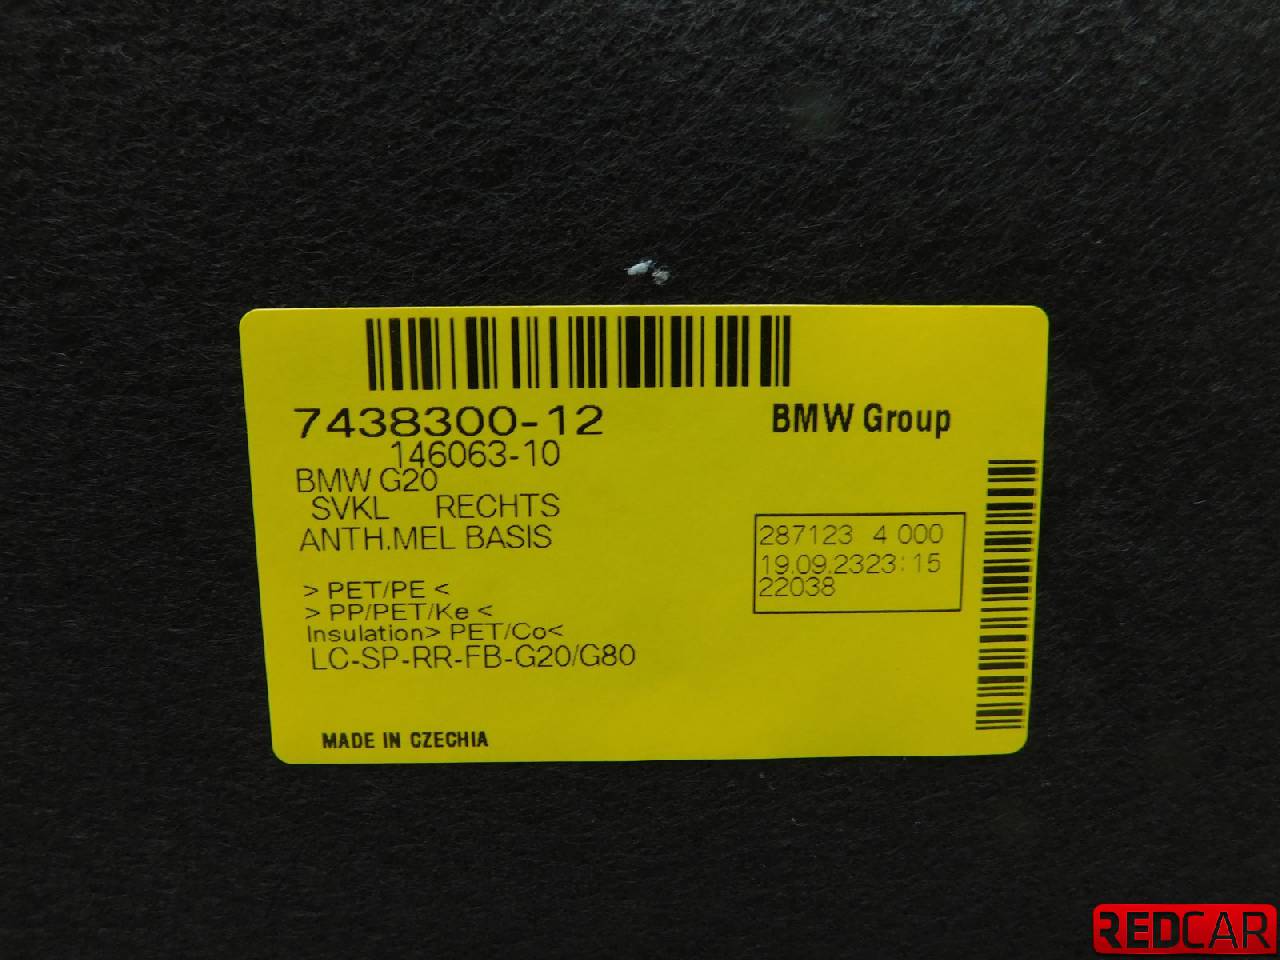 7438300-12
BMW Group
146063-10
BMW G20
SVKL RECHTS
ANTH.MEL BASIS
287123 4 000
19.09.2323:15
22038
> PET/PE <
> PP/PET/Ke <
Insulation> PET/Co<
LC-SP-RR-FB-G20/G80
MADE IN CZECHIA
REDCAR